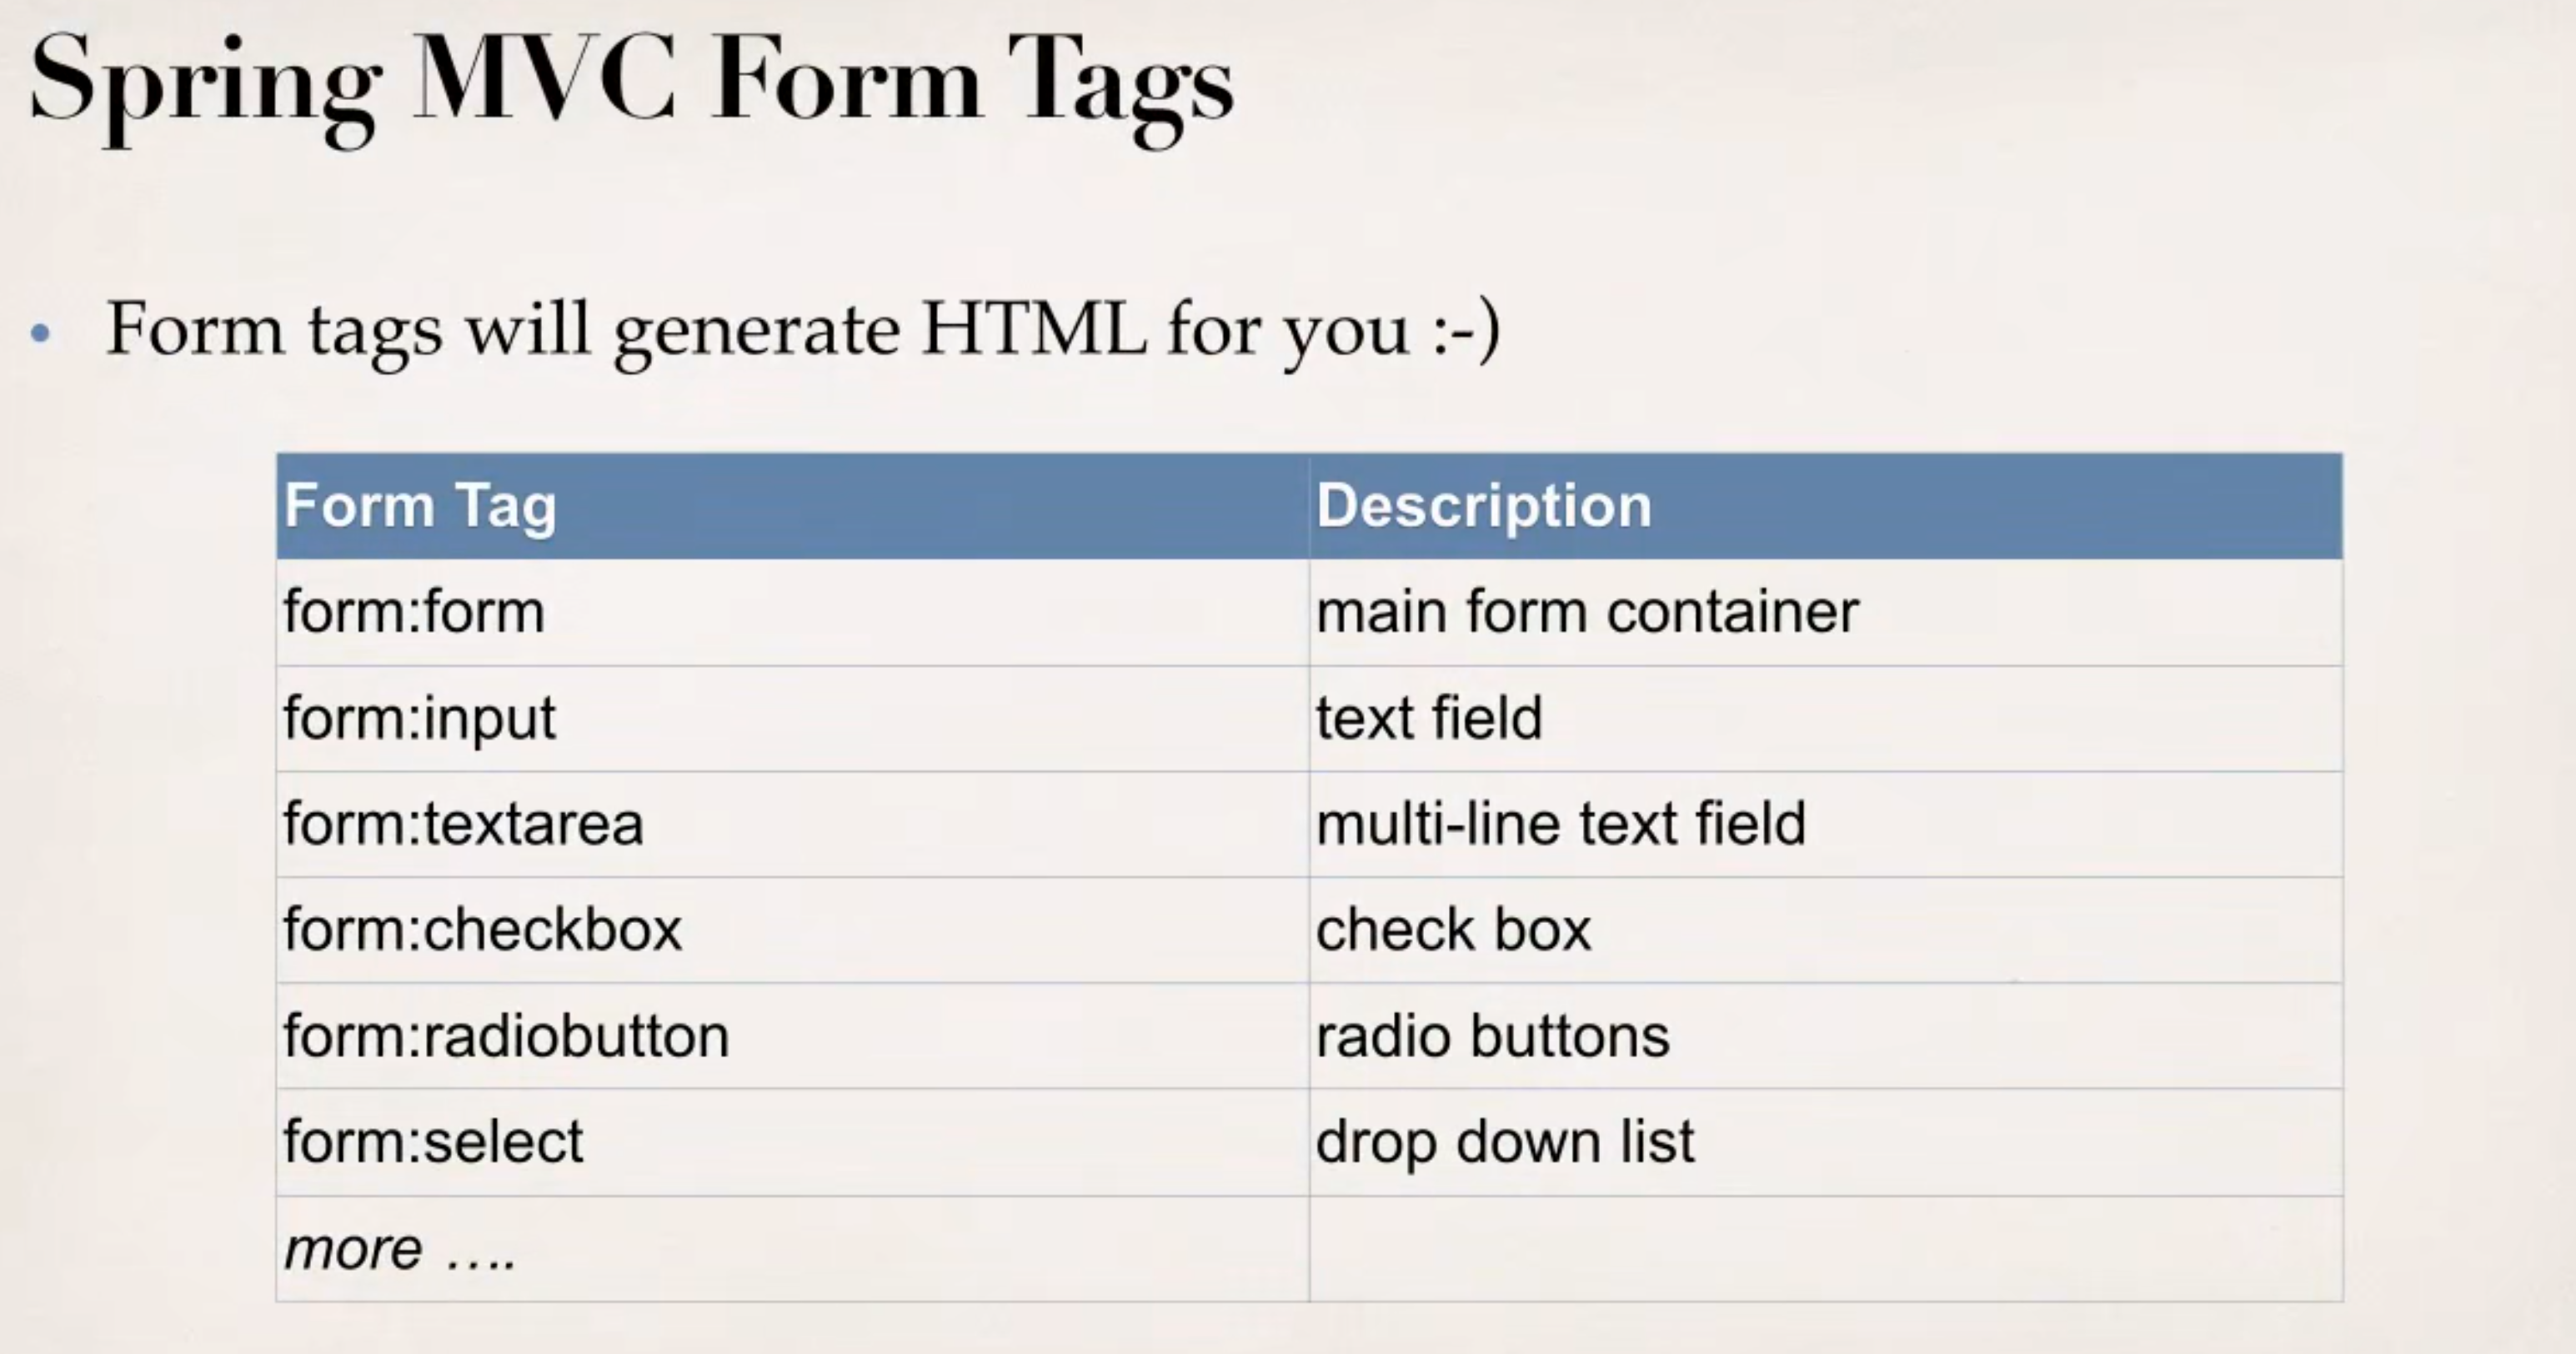 Spring MVC Form Tags
• Form tags will generate HTML for you :-)
Form Tag Description
form:form main form container
form:input text field
form:textarea multi-line text field
form:checkbox check box
form:radiobutton radio buttons
form:select drop down list
more ....